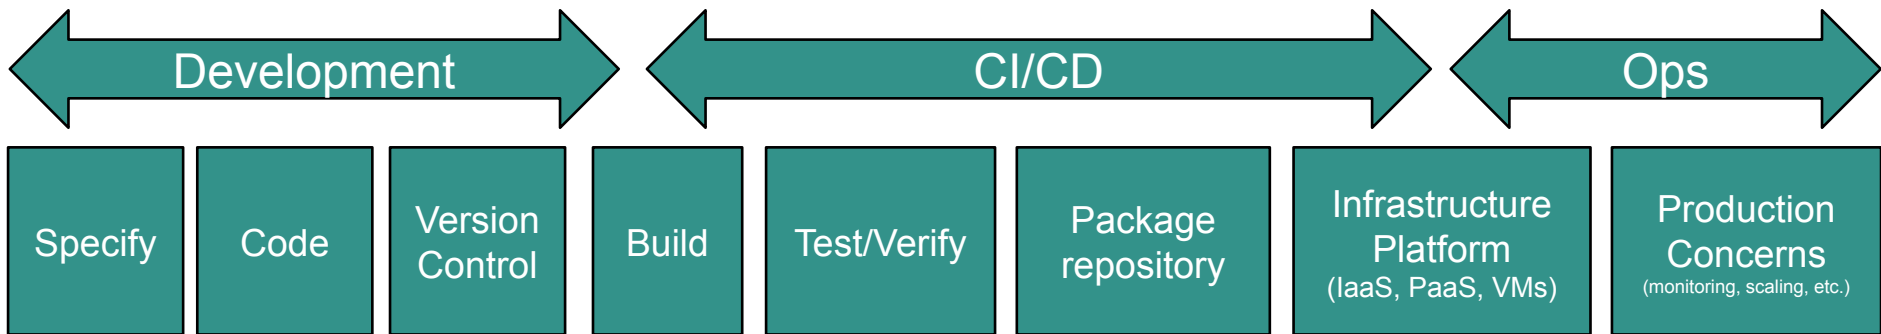 Development
CI/CD
Ops
Specify
Code
Version
Control
Build
Test/Verify
Package
repository
Infrastructure
Platform
(IaaS, PaaS, VMs)
Production
Concerns
(monitoring, scaling, etc.)